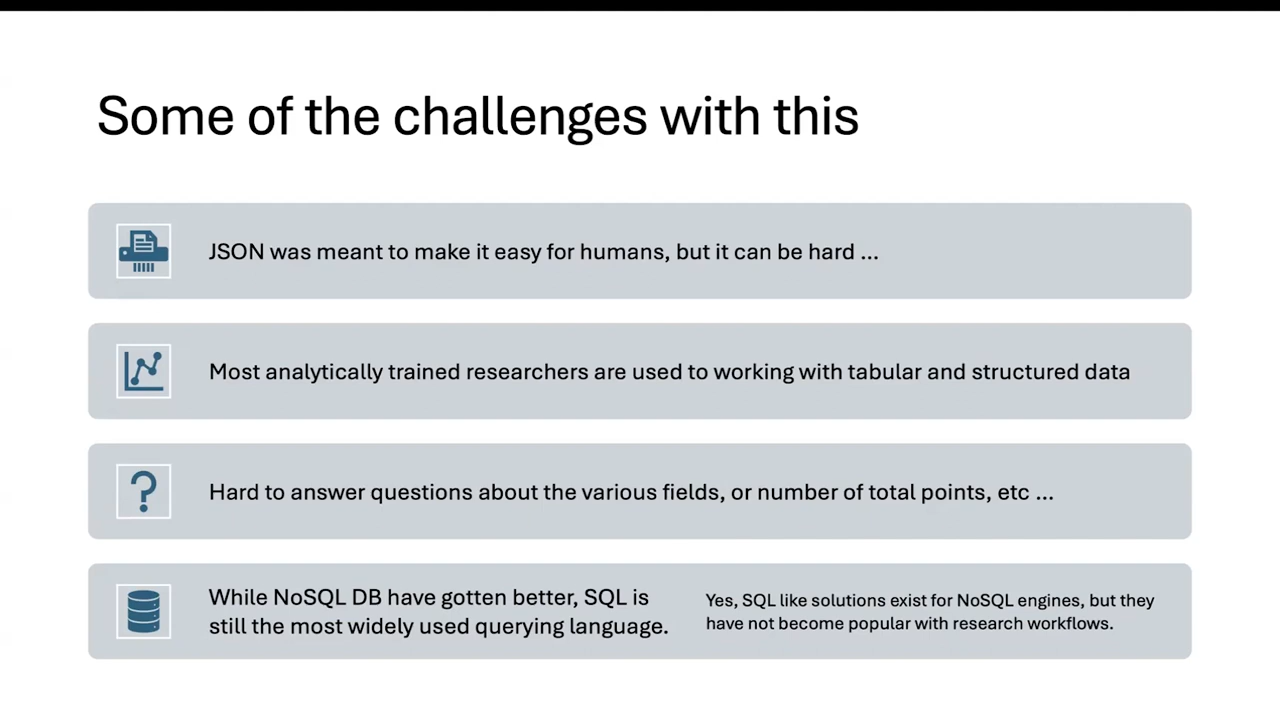 Some of the challenges with this
JSON was meant to make it easy for humans, but it can be hard ...
Most analytically trained researchers are used to working with tabular and structured data
Hard to answer questions about the various fields, or number of total points, etc ...
While NoSQL DB have gotten better, SQL is
still the most widely used querying language.
Yes, SQL like solutions exist for NoSQL engines, but they
have not become popular with research workflows.